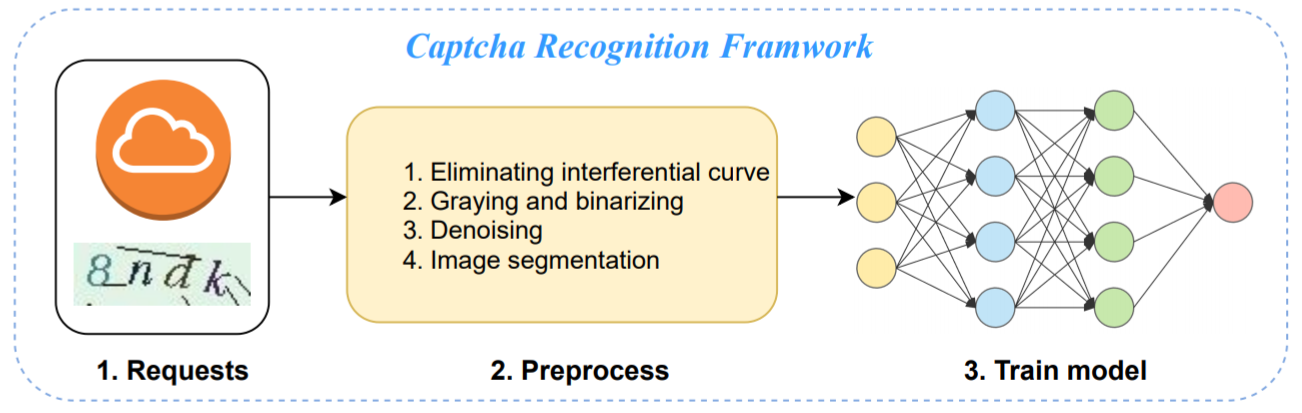 Captcha Recognition Framwork
1. Eliminating interferential curve
2. Graying and binarizing
3. Denoising
4. Image segmentation
8ndk
1. Requests
2. Preprocess
3. Train model